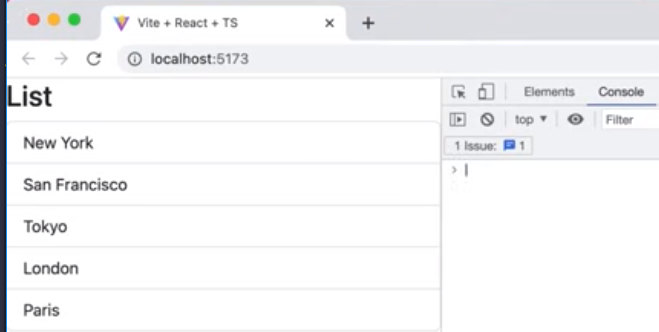 Vite + React + TS
localhost:5173
List
New York
San Francisco
Tokyo
London
Paris
Elements Console
top Filter
1 Issue: 1